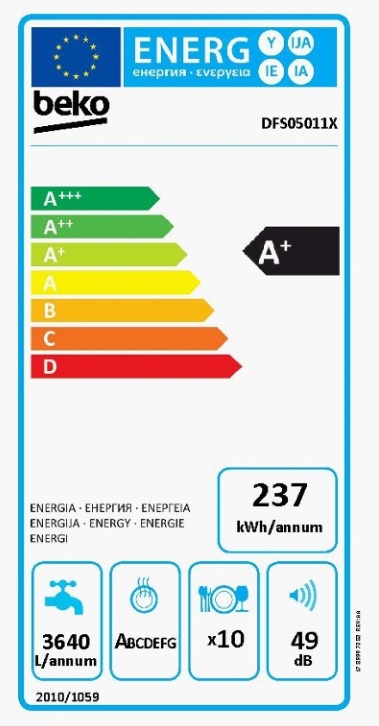 ENERG Y IJA
енергия · ενεργεια IE IA
beko
DFS05011X
A+++
A++
A+
A+
A
B
C
D
237
kWh/annum
ENERGIA · ЕНЕРГИЯ · ΕΝΕΡΓΕΙΑ
ENERGIJA · ENERGY · ENERGIE
ENERGI
3640
L/annum
ABCDEFG
x10
49
dB
2010/1059